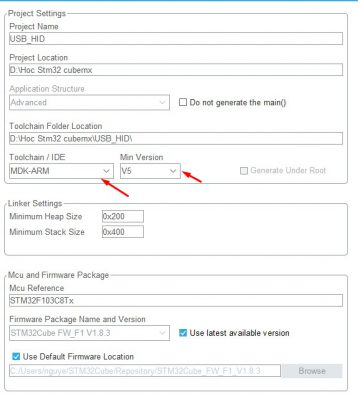 Project Settings
Project Name
USB_HID
Project Location
D:\Hoc Stm32 cubemx
Application Structure
Advanced
Do not generate the main()
Toolchain Folder Location
D:\Hoc Stm32 cubemx\USB_HID\
Toolchain / IDE Min Version
MDK-ARM V5 Generate Under Root
Linker Settings
Minimum Heap Size 0x200
Minimum Stack Size 0x400
Mcu and Firmware Package
Mcu Reference
STM32F103C8Tx
Firmware Package Name and Version
STM32Cube FW_F1 V1.8.3 Use latest available version
Use Default Firmware Location
C:/Users/nguye/STM32Cube/Repository/STM32Cube_FW_F1_V1.8.3 Browse